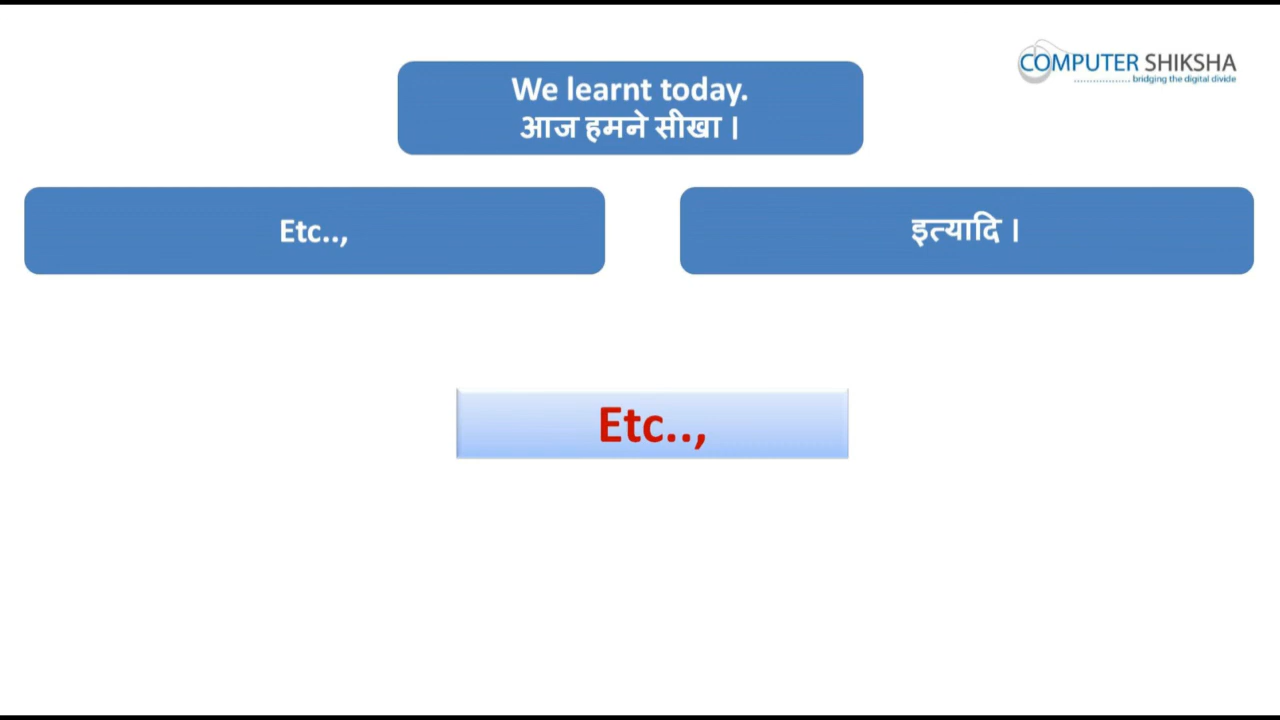 COMPUTER SHIKSHA
bridging the digital divide
We learnt today.
आज हमने सीखा ।
Etc..,
इत्यादि ।
Etc..,